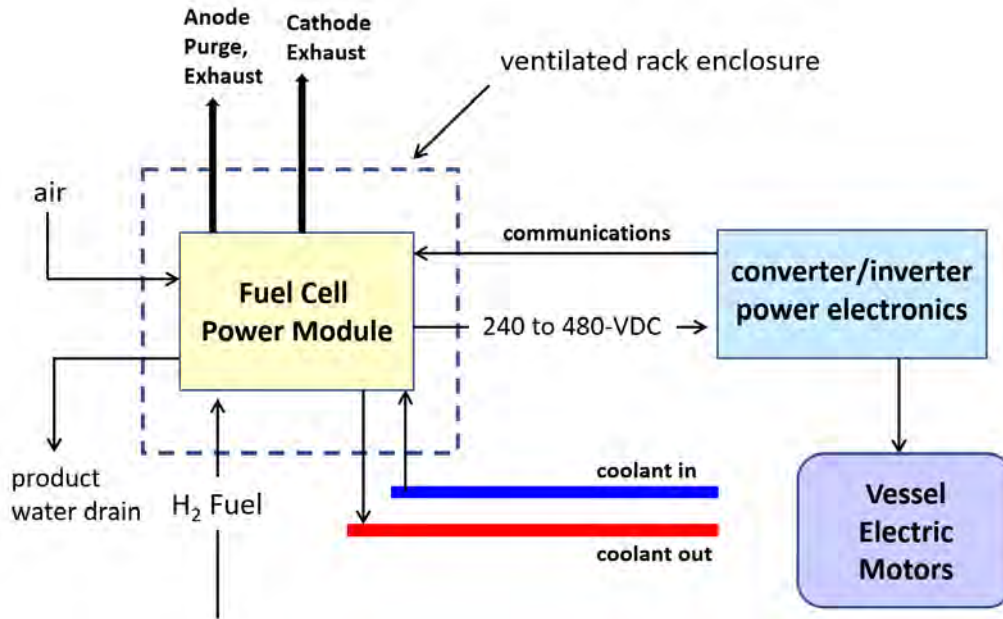 Anode
Purge,
Exhaust
Cathode
Exhaust
ventilated rack enclosure
air
communications
Fuel Cell
Power Module
converter/inverter
power electronics
240 to 480-VDC
product
water drain
H₂ Fuel
coolant in
coolant out
Vessel
Electric
Motors